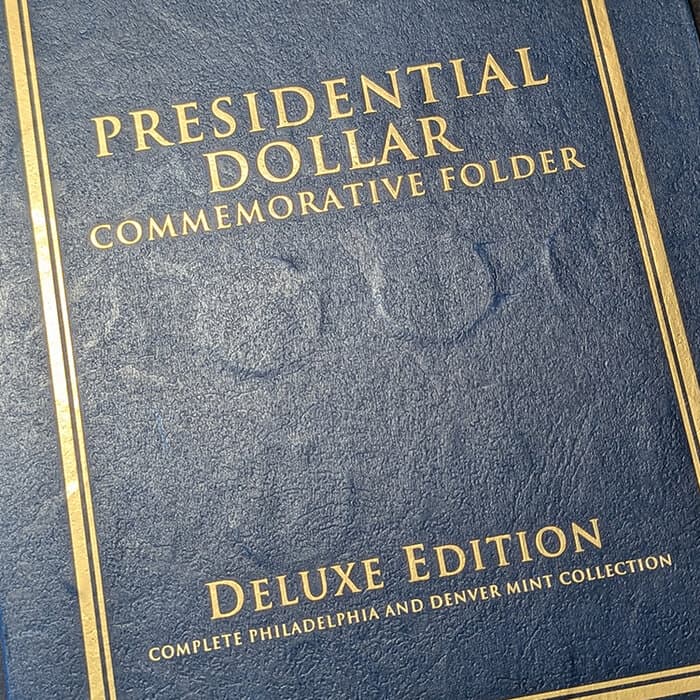 PRESIDENTIAL
DOLLAR
COMMEMORATIVE FOLDER
DELUXE EDITION
COMPLETE PHILADELPHIA AND DENVER MINT COLLECTION